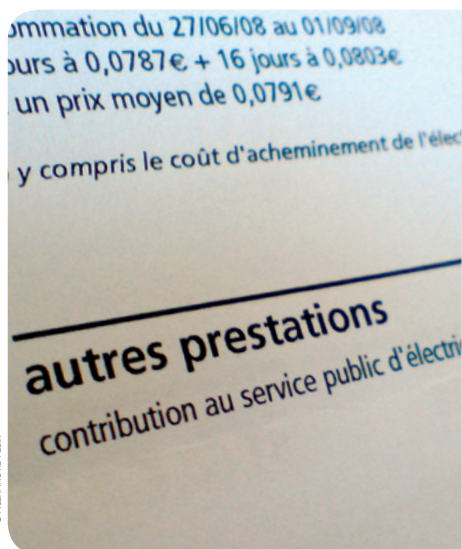 ommation du 27/06/08 au 01/09/08
ours à 0,0787€ + 16 jours à 0,0803€
un prix moyen de 0,0791€
y compris le coût d'acheminement de l'élec
autres prestations
contribution au service public d'électri